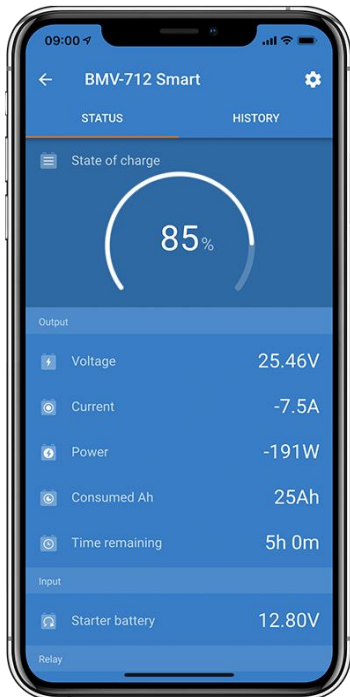 09:00
BMV-712 Smart
STATUS HISTORY
State of charge
85%
Output
Voltage 25.46V
Current -7.5A
Power -191W
Consumed Ah 25Ah
Time remaining 5h 0m
Input
Starter battery 12.80V
Relay